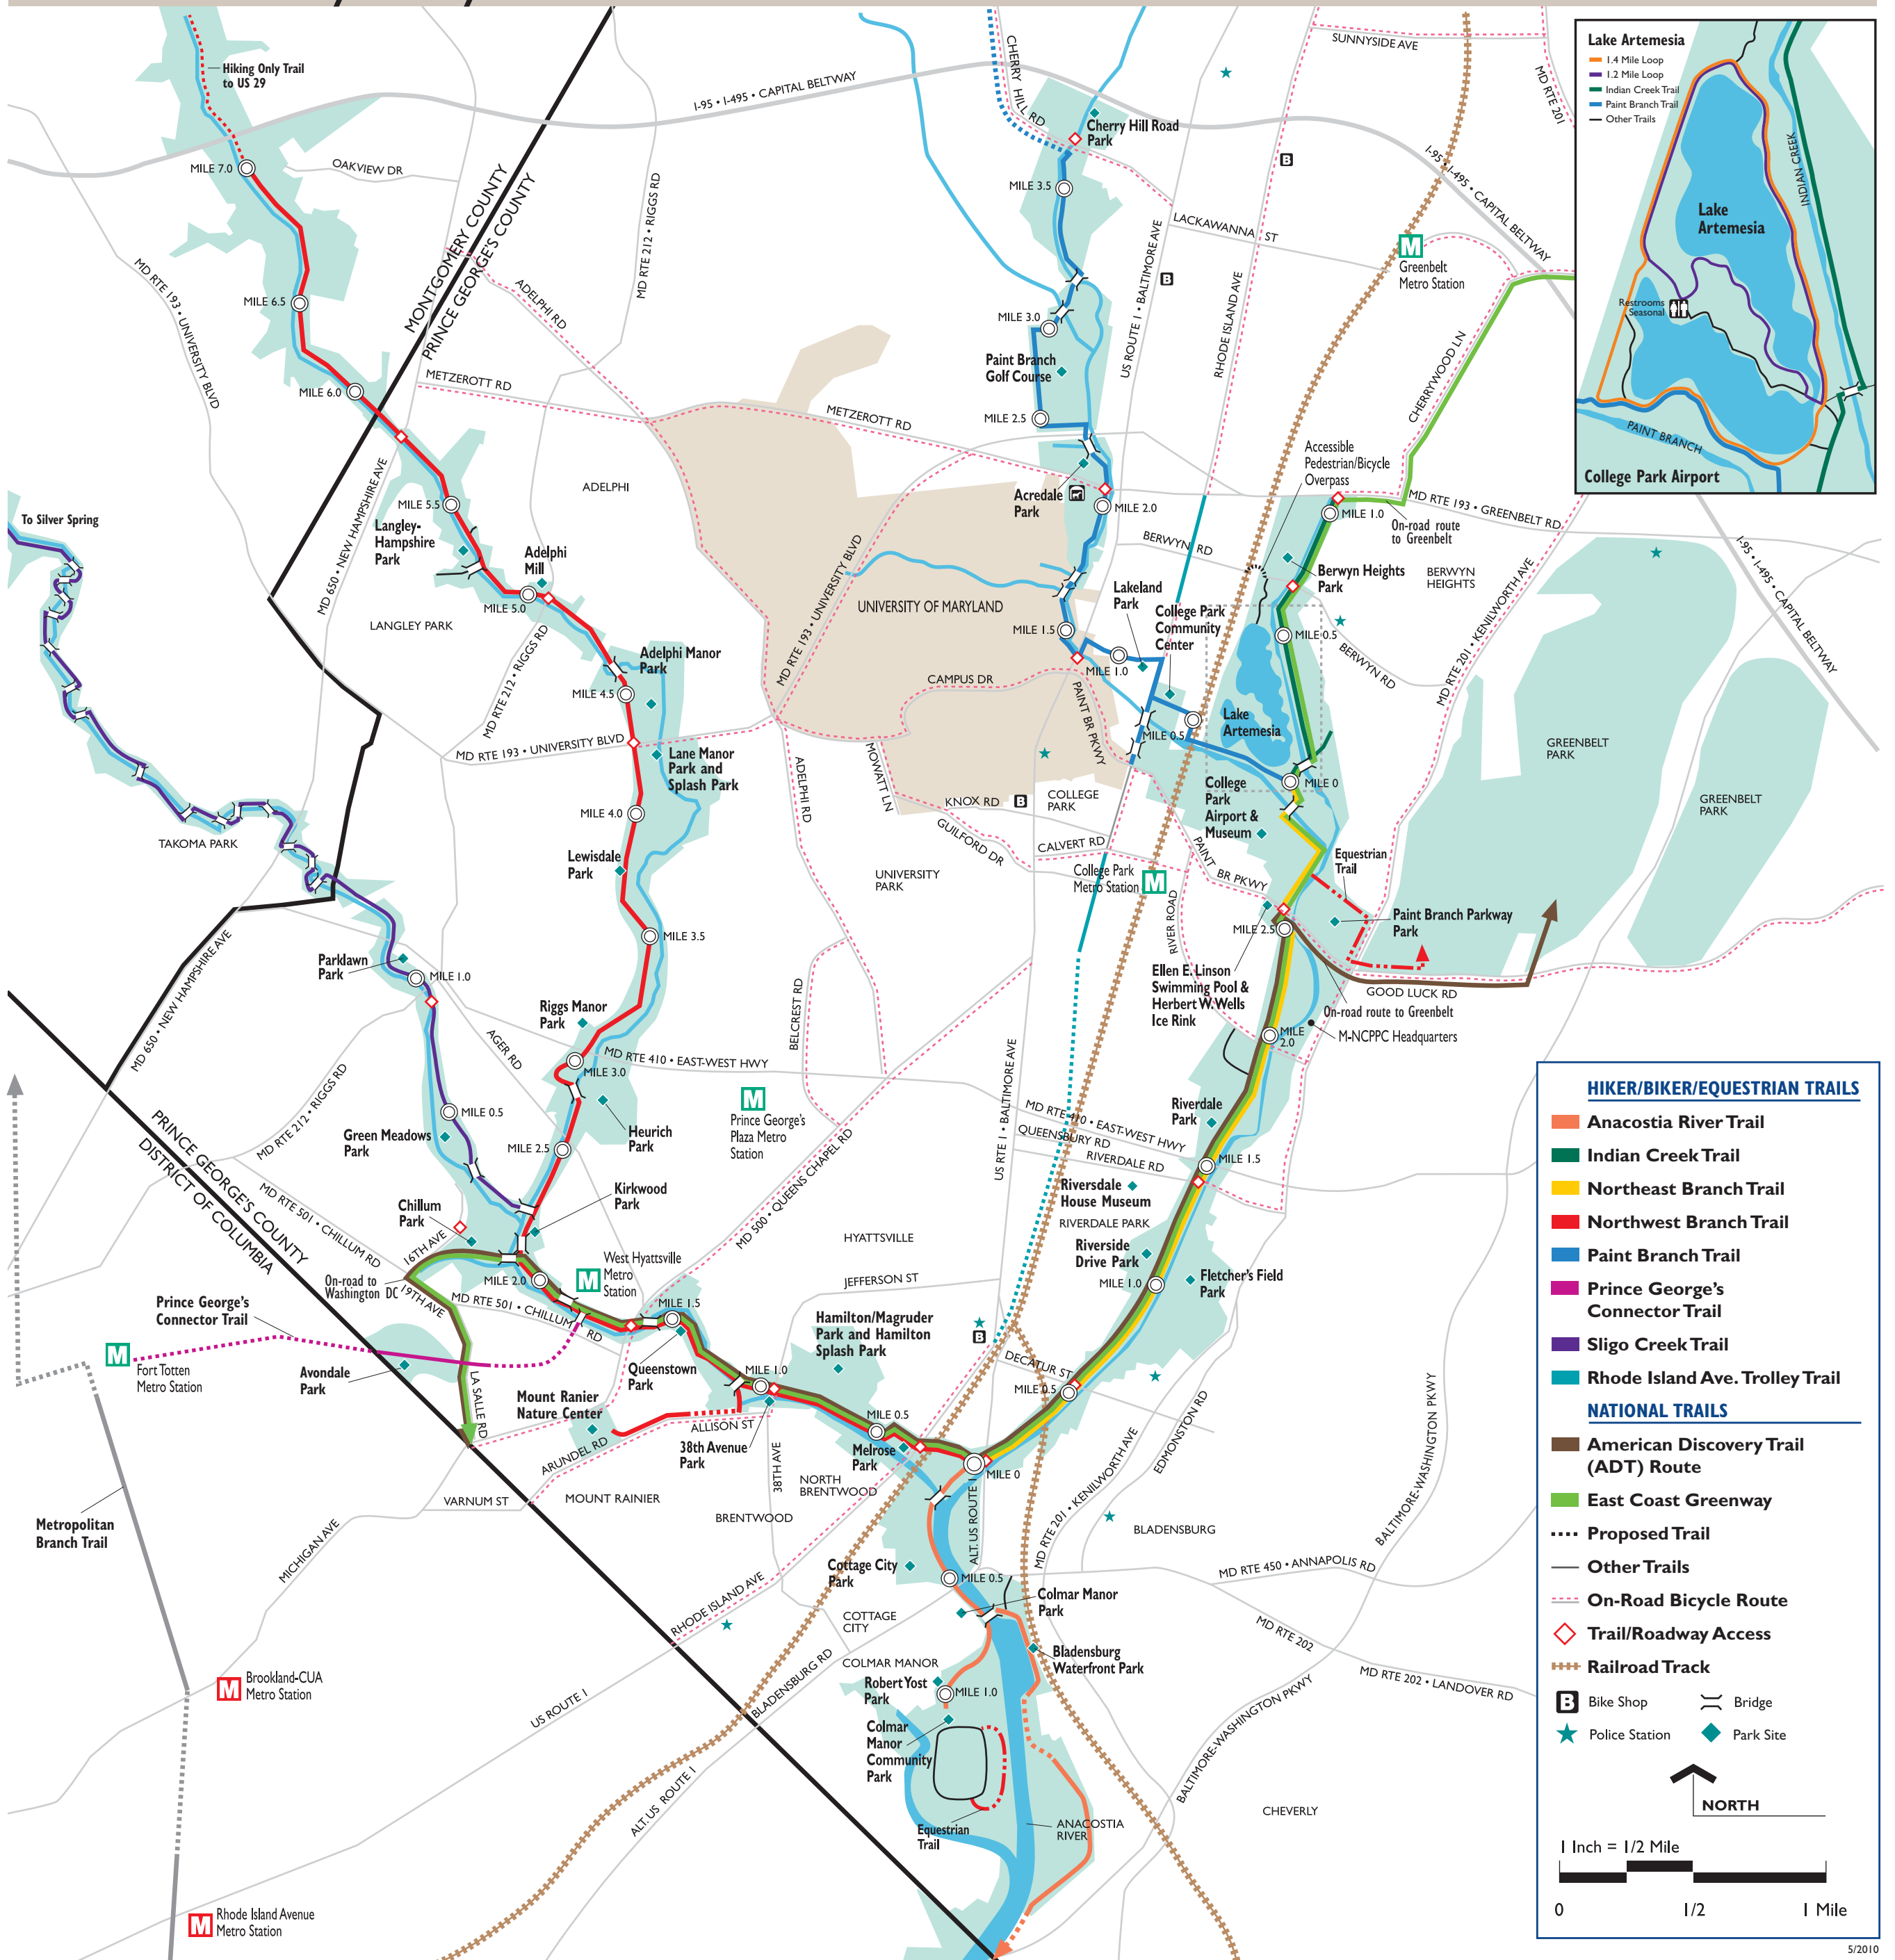 Hiking Only Trail
to US 29
I-95 • I-495 • CAPITAL BELTWAY
CHERRY HILL RD
Cherry Hill Road
Park
SUNNYSIDE AVE
MD RTE 201
I-95 • I-495 • CAPITAL BELTWAY
MILE 7.0
OAKVIEW DR
MONTGOMERY COUNTY
PRINCE GEORGE'S COUNTY
MD RTE 212 • RIGGS RD
MILE 3.5
LACKAWANNA ST
B
M
Greenbelt
Metro Station
MD RTE 193 • UNIVERSITY BLVD
MILE 6.5
ADELPHI RD
B
MILE 3.0
US ROUTE 1 • BALTIMORE AVE
RHODE ISLAND AVE
Paint Branch
Golf Course
MILE 6.0
METZEROTT RD
METZEROTT RD
MILE 2.5
CHERRYWOOD LN
Lake Artemesia
1.4 Mile Loop
1.2 Mile Loop
Indian Creek Trail
Paint Branch Trail
Other Trails
INDIAN CREEK
Lake
Artemesia
Restrooms
Seasonal
PAINT BRANCH
College Park Airport
Accessible
Pedestrian/Bicycle
Overpass
MILE 5.5
ADELPHI
Acredale
Park
MILE 2.0
MILE 1.0
MD RTE 193 • GREENBELT RD
On-road route
to Greenbelt
To Silver Spring
MD 650 • NEW HAMPSHIRE AVE
Langley-
Hampshire
Park
Adelphi
Mill
MILE 5.0
LANGLEY PARK
MD RTE 212 • RIGGS RD
MD RTE 193 • UNIVERSITY BLVD
BERWYN RD
Berwyn Heights
Park
BERWYN
HEIGHTS
I-95 • I-495 • CAPITAL BELTWAY
UNIVERSITY OF MARYLAND
Lakeland
Park
College Park
Community
Center
MILE 1.5
MILE 0.5
BERWYN RD
MD RTE 201 • KENILWORTH AVE
Adelphi Manor
Park
MILE 4.5
CAMPUS DR
MILE 1.0
PAINT BR PKWY
Lake
Artemesia
MILE 0.5
MD RTE 193 • UNIVERSITY BLVD
Lane Manor
Park and
Splash Park
ADELPHI RD
MOWATT LN
GREENBELT
PARK
GREENBELT
PARK
MILE 4.0
KNOX RD
B
COLLEGE
PARK
College
Park
Airport &
Museum
MILE 0
TAKOMA PARK
GUILFORD DR
CALVERT RD
PAINT BR PKWY
Equestrian
Trail
Lewisdale
Park
UNIVERSITY
PARK
College Park
Metro Station
M
RIVER ROAD
Paint Branch Parkway
Park
MILE 3.5
MILE 2.5
MD 650 • NEW HAMPSHIRE AVE
Parklawn
Park
MILE 1.0
Ellen E. Linson
Swimming Pool &
Herbert W. Wells
Ice Rink
GOOD LUCK RD
On-road route to Greenbelt
M-NCPPC Headquarters
Riggs Manor
Park
BELCREST RD
AGER RD
MD RTE 410 • EAST-WEST HWY
MILE 2.0
MILE 3.0
US RTE 1 • BALTIMORE AVE
MD RTE 212 • RIGGS RD
MILE 0.5
M
Prince George's
Plaza Metro
Station
MD RTE 410 • EAST-WEST HWY
QUEENSBURY RD
RIVERDALE RD
Riverdale
Park
Green Meadows
Park
MILE 2.5
Heurich
Park
MILE 1.5
PRINCE GEORGE'S COUNTY
DISTRICT OF COLUMBIA
MD RTE 501 • CHILLUM RD
Kirkwood
Park
MD 500 • QUEENS CHAPEL RD
Riversdale
House Museum
RIVERDALE PARK
Chillum
Park
16TH AVE
HYATTSVILLE
Riverside
Drive Park
West Hyattsville
Metro
Station
M
On-road to
Washington DC
19TH AVE
MILE 2.0
JEFFERSON ST
MILE 1.0
Fletcher's Field
Park
MD RTE 501 • CHILLUM RD
MILE 1.5
Prince George's
Connector Trail
Hamilton/Magruder
Park and Hamilton
Splash Park
B
M
Fort Totten
Metro Station
Avondale
Park
LA SALLE RD
Queenstown
Park
MILE 1.0
DECATUR ST
MILE 0.5
Mount Ranier
Nature Center
ALLISON ST
ARUNDEL RD
38th Avenue
Park
38TH AVE
MILE 0.5
Melrose
Park
MILE 0
EDMONSTON RD
MD RTE 201 • KENILWORTH AVE
BALTIMORE-WASHINGTON PKWY
VARNUM ST
MOUNT RAINIER
NORTH
BRENTWOOD
BRENTWOOD
ALT. US ROUTE 1
BLADENSBURG
Metropolitan
Branch Trail
MICHIGAN AVE
Cottage City
Park
MILE 0.5
MD RTE 450 • ANNAPOLIS RD
RHODE ISLAND AVE
COTTAGE
CITY
Colmar Manor
Park
MD RTE 202
M
Brookland-CUA
Metro Station
US ROUTE 1
BLADENSBURG RD
COLMAR MANOR
Robert Yost
Park
MILE 1.0
Bladensburg
Waterfront Park
MD RTE 202 • LANDOVER RD
Colmar
Manor
Community
Park
BALTIMORE-WASHINGTON PKWY
ALT. US ROUTE 1
Equestrian
Trail
ANACOSTIA
RIVER
CHEVERLY
M
Rhode Island Avenue
Metro Station
HIKER/BIKER/EQUESTRIAN TRAILS
Anacostia River Trail
Indian Creek Trail
Northeast Branch Trail
Northwest Branch Trail
Paint Branch Trail
Prince George's
Connector Trail
Sligo Creek Trail
Rhode Island Ave. Trolley Trail
NATIONAL TRAILS
American Discovery Trail
(ADT) Route
East Coast Greenway
Proposed Trail
Other Trails
On-Road Bicycle Route
Trail/Roadway Access
Railroad Track
B Bike Shop
Bridge
Police Station
Park Site
NORTH
1 Inch = 1/2 Mile
0 1/2 1 Mile
5/2010